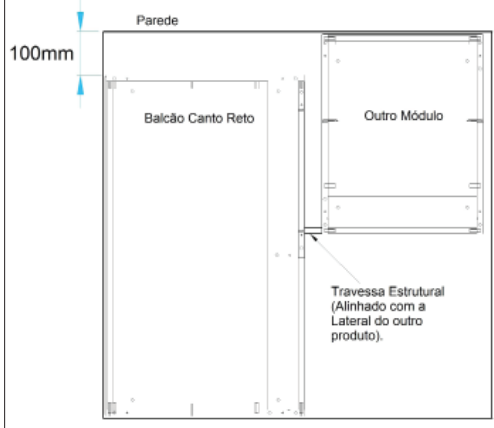 Parede
100mm
Balcão Canto Reto
Outro Módulo
Travessa Estrutural
(Alinhado com a
Lateral do outro
produto).